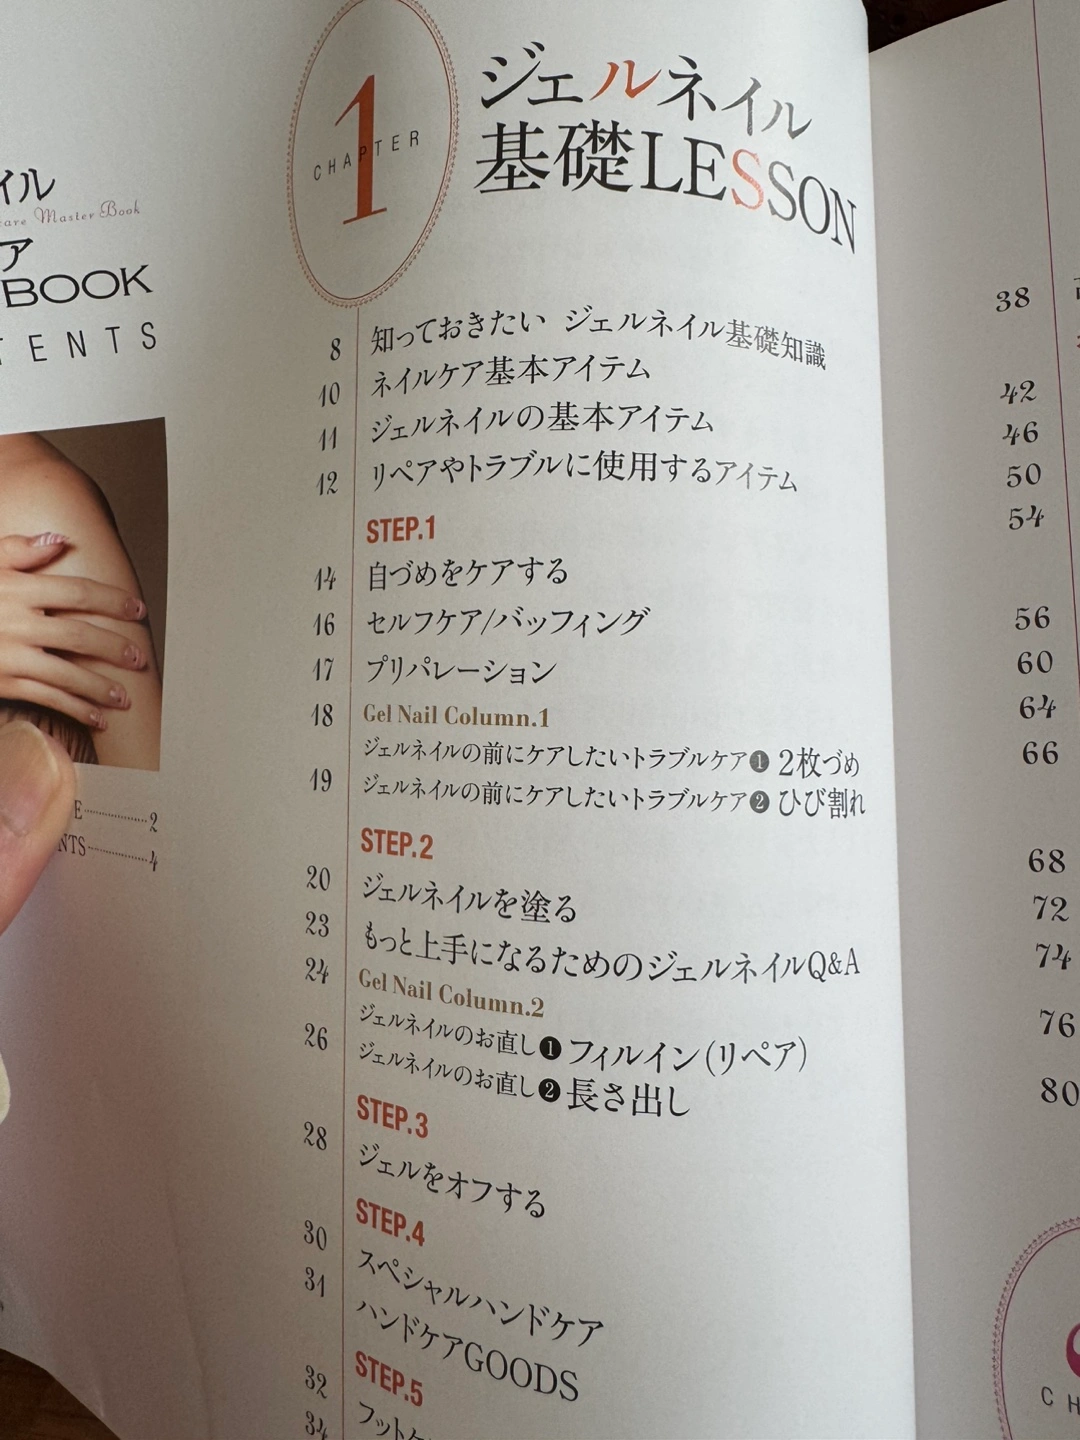 イル
care Master Book
ア
BOOK
TENTS
E 2
NTS 4
CHAPTER 1
ジェルネイル
基礎LESSON
8 知っておきたい ジェルネイル基礎知識
10 ネイルケア基本アイテム
11 ジェルネイルの基本アイテム
12 リペアやトラブルに使用するアイテム
STEP.1
14 自づめをケアする
16 セルフケア/バッフィング
17 プリパレーション
Gel Nail Column.1
18 ジェルネイルの前にケアしたいトラブルケア❶ 2枚づめ
19 ジェルネイルの前にケアしたいトラブルケア❷ ひび割れ
STEP.2
20 ジェルネイルを塗る
23 もっと上手になるためのジェルネイルQ&A
Gel Nail Column.2
24 ジェルネイルのお直し❶ フィルイン(リペア)
26 ジェルネイルのお直し❷ 長さ出し
STEP.3
28 ジェルをオフする
STEP.4
30 スペシャルハンドケア
31 ハンドケアGOODS
STEP.5
32 フットケ
34
38
42
46
50
54
56
60
64
66
68
72
74
76
80
CH